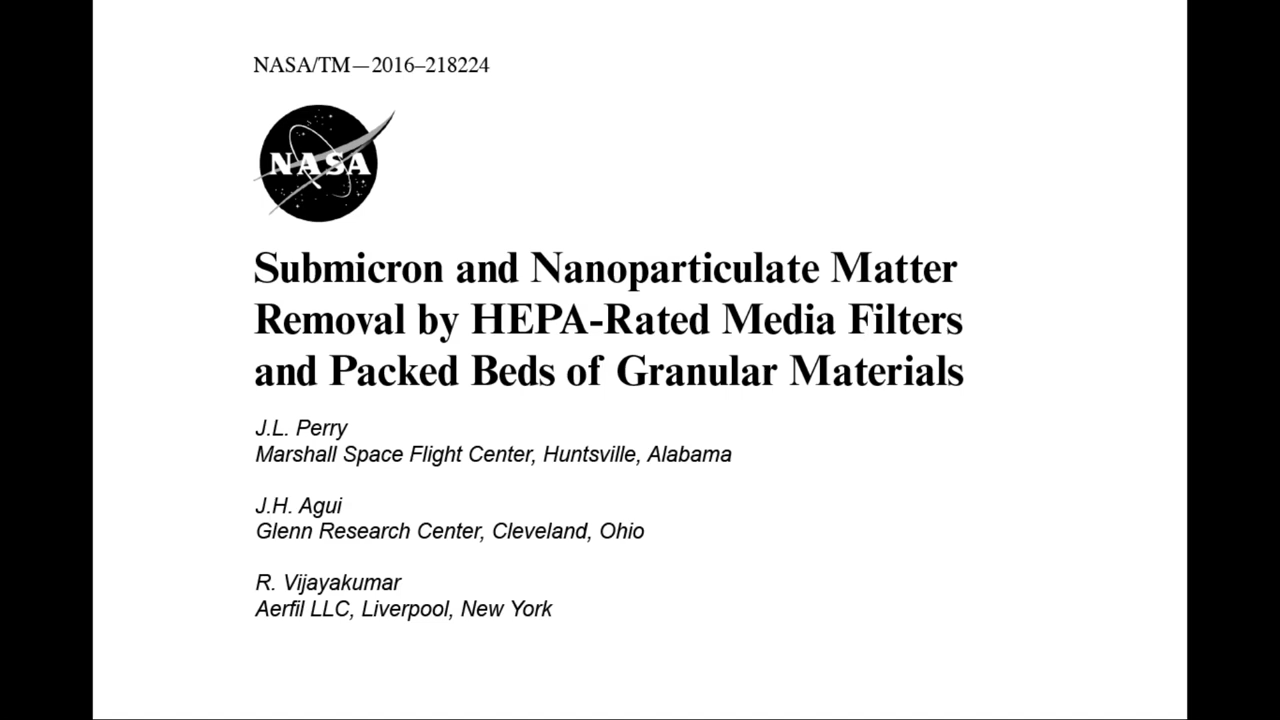 NASA/TM—2016–218224
NASA
Submicron and Nanoparticulate Matter
Removal by HEPA-Rated Media Filters
and Packed Beds of Granular Materials
J.L. Perry
Marshall Space Flight Center, Huntsville, Alabama
J.H. Agui
Glenn Research Center, Cleveland, Ohio
R. Vijayakumar
Aerfil LLC, Liverpool, New York